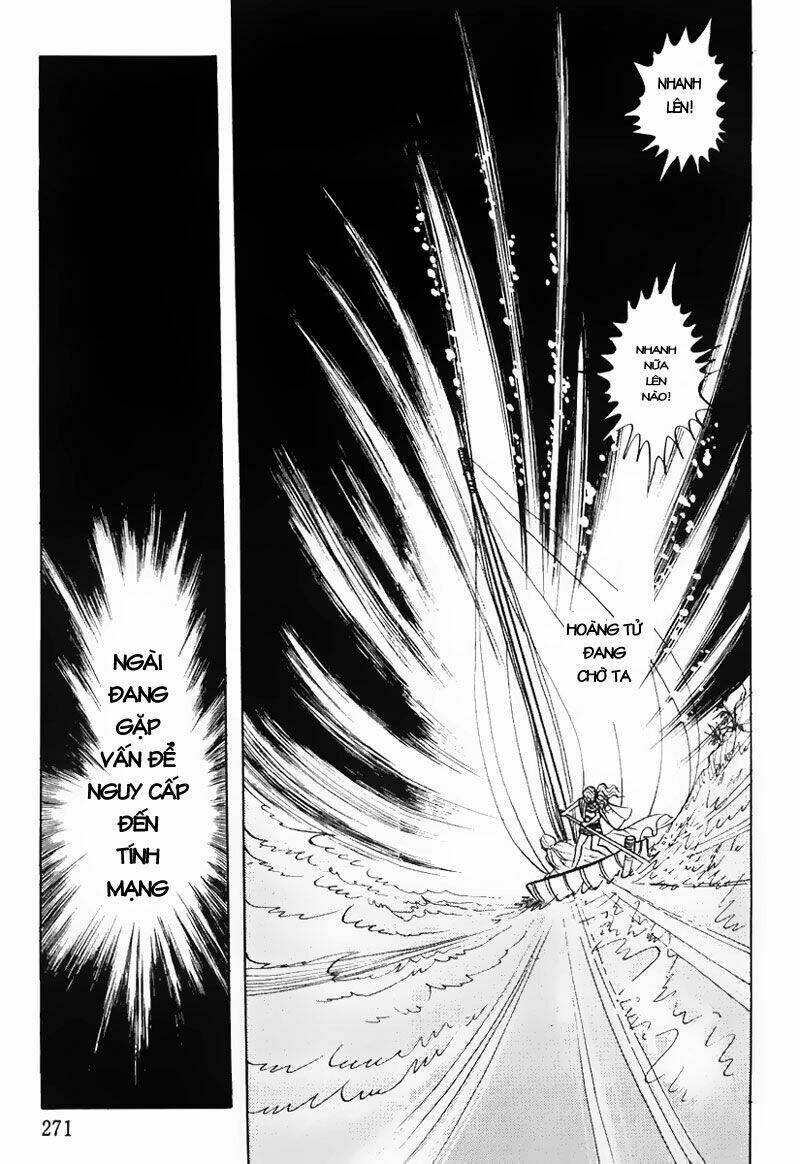 NHANH
LÊN!
NHANH
NỮA
LÊN
NÀO!
HOÀNG TỬ
ĐANG
CHỜ TA
NGÀI
ĐANG
GẶP
VẤN ĐỂ
NGUY CẤP
ĐẾN
TÍNH
MẠNG
271